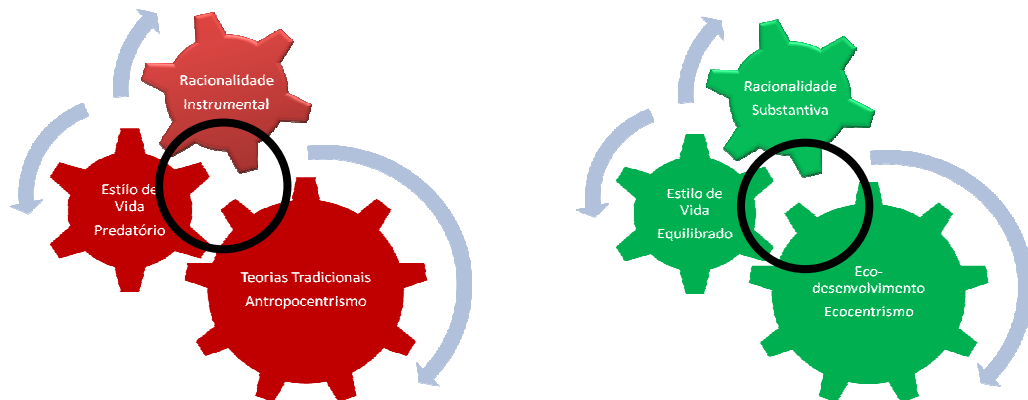 Racionalidade
Instrumental
Estilo de
Vida
Predatório
Teorias Tradicionais
Antropocentrismo
Racionalidade
Substantiva
Estilo de
Vida
Equilibrado
Eco-
desenvolvimento
Ecocentrismo